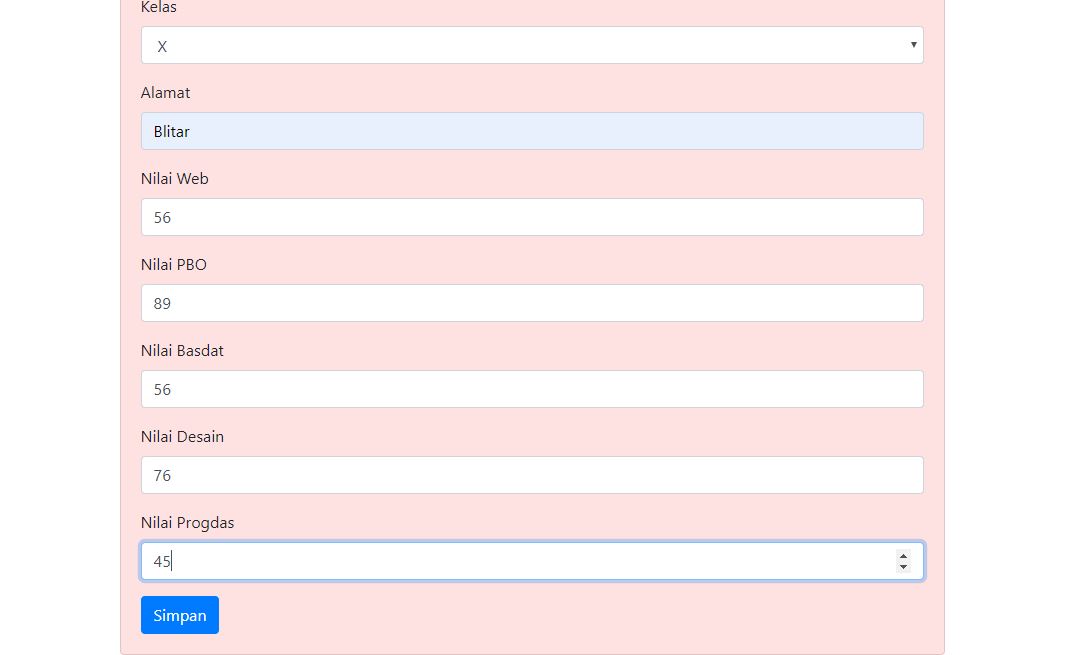 Kelas
X
Alamat
Blitar
Nilai Web
56
Nilai PBO
89
Nilai Basdat
56
Nilai Desain
76
Nilai Progdas
45
Simpan